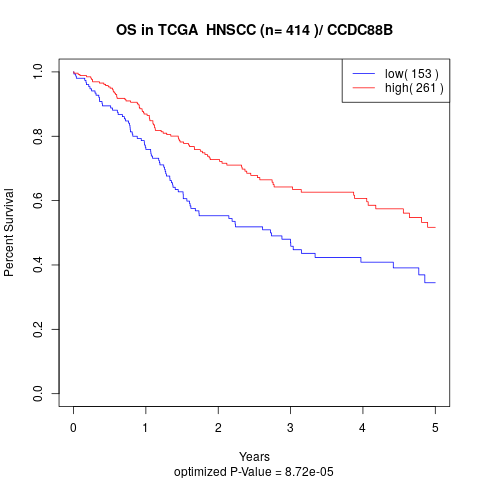 OS in TCGA  HNSCC (n= 414 )/ CCDC88B
low( 153 )
high( 261 )
Percent Survival
1.0
0.8
0.6
0.4
0.2
0.0
0 1 2 3 4 5
Years
optimized P-Value = 8.72e-05